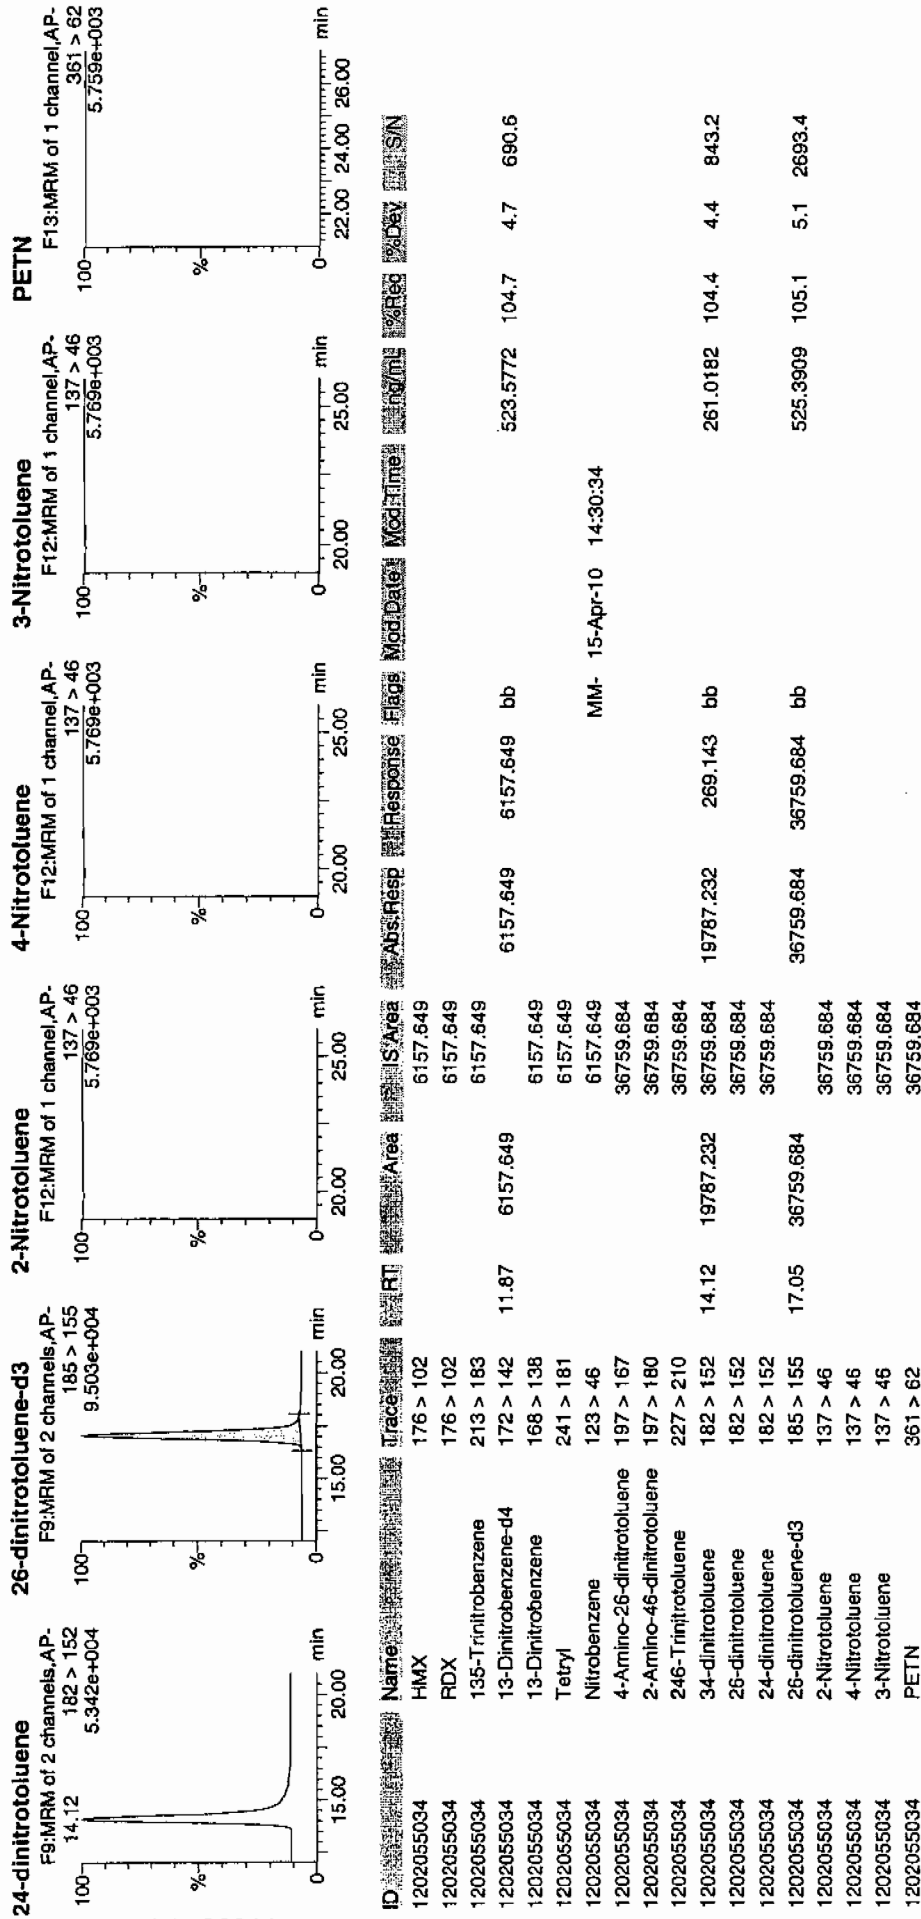 24-dinitrotoluene
F9:MRM of 2 channels,AP-
14.12 182 > 152
5.342e+004
100
%
0
15.00 20.00 min
26-dinitrotoluene-d3
F9:MRM of 2 channels,AP-
185 > 155
9.503e+004
100
%
0
15.00 20.00 min
2-Nitrotoluene
F12:MRM of 1 channel,AP-
137 > 46
5.769e+003
100
%
0
20.00 25.00 min
4-Nitrotoluene
F12:MRM of 1 channel,AP-
137 > 46
5.769e+003
100
%
0
20.00 25.00 min
3-Nitrotoluene
F12:MRM of 1 channel,AP-
137 > 46
5.769e+003
100
%
0
20.00 25.00 min
PETN
F13:MRM of 1 channel,AP-
361 > 62
5.759e+003
100
%
0
22.00 24.00 26.00 min
ID Name Trace RT Area IS Area Abs.Resp Response Flags Mod.Date Mod.Time ng/mL %Rec %Dev S/N
1202055034 HMX 176 > 102 6157.649
1202055034 RDX 176 > 102 6157.649
1202055034 135-Trinitrobenzene 213 > 183 6157.649
1202055034 13-Dinitrobenzene-d4 172 > 142 11.87 6157.649 6157.649 6157.649 bb 523.5772 104.7 4.7 690.6
1202055034 13-Dinitrobenzene 168 > 138 6157.649
1202055034 Tetryl 241 > 181 6157.649
1202055034 Nitrobenzene 123 > 46 6157.649 MM- 15-Apr-10 14:30:34
1202055034 4-Amino-26-dinitrotoluene 197 > 167 36759.684
1202055034 2-Amino-46-dinitrotoluene 197 > 180 36759.684
1202055034 246-Trinitrotoluene 227 > 210 36759.684
1202055034 34-dinitrotoluene 182 > 152 14.12 19787.232 36759.684 19787.232 269.143 bb 261.0182 104.4 4.4 843.2
1202055034 26-dinitrotoluene 182 > 152 36759.684
1202055034 24-dinitrotoluene 182 > 152 36759.684
1202055034 26-dinitrotoluene-d3 185 > 155 17.05 36759.684 36759.684 36759.684 bb 525.3909 105.1 5.1 2693.4
1202055034 2-Nitrotoluene 137 > 46 36759.684
1202055034 4-Nitrotoluene 137 > 46 36759.684
1202055034 3-Nitrotoluene 137 > 46 36759.684
1202055034 PETN 361 > 62 36759.684